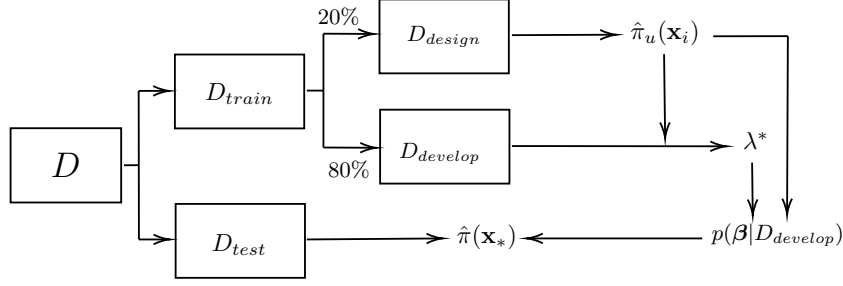 20%
D_{design}
\hat{\pi}_u(\mathbf{x}_i)
D_{train}
D
D_{develop}
λ*
80%
D_{test}
\hat{\pi}(\mathbf{x}_*)
p(\boldsymbol{\beta}|D_{develop})